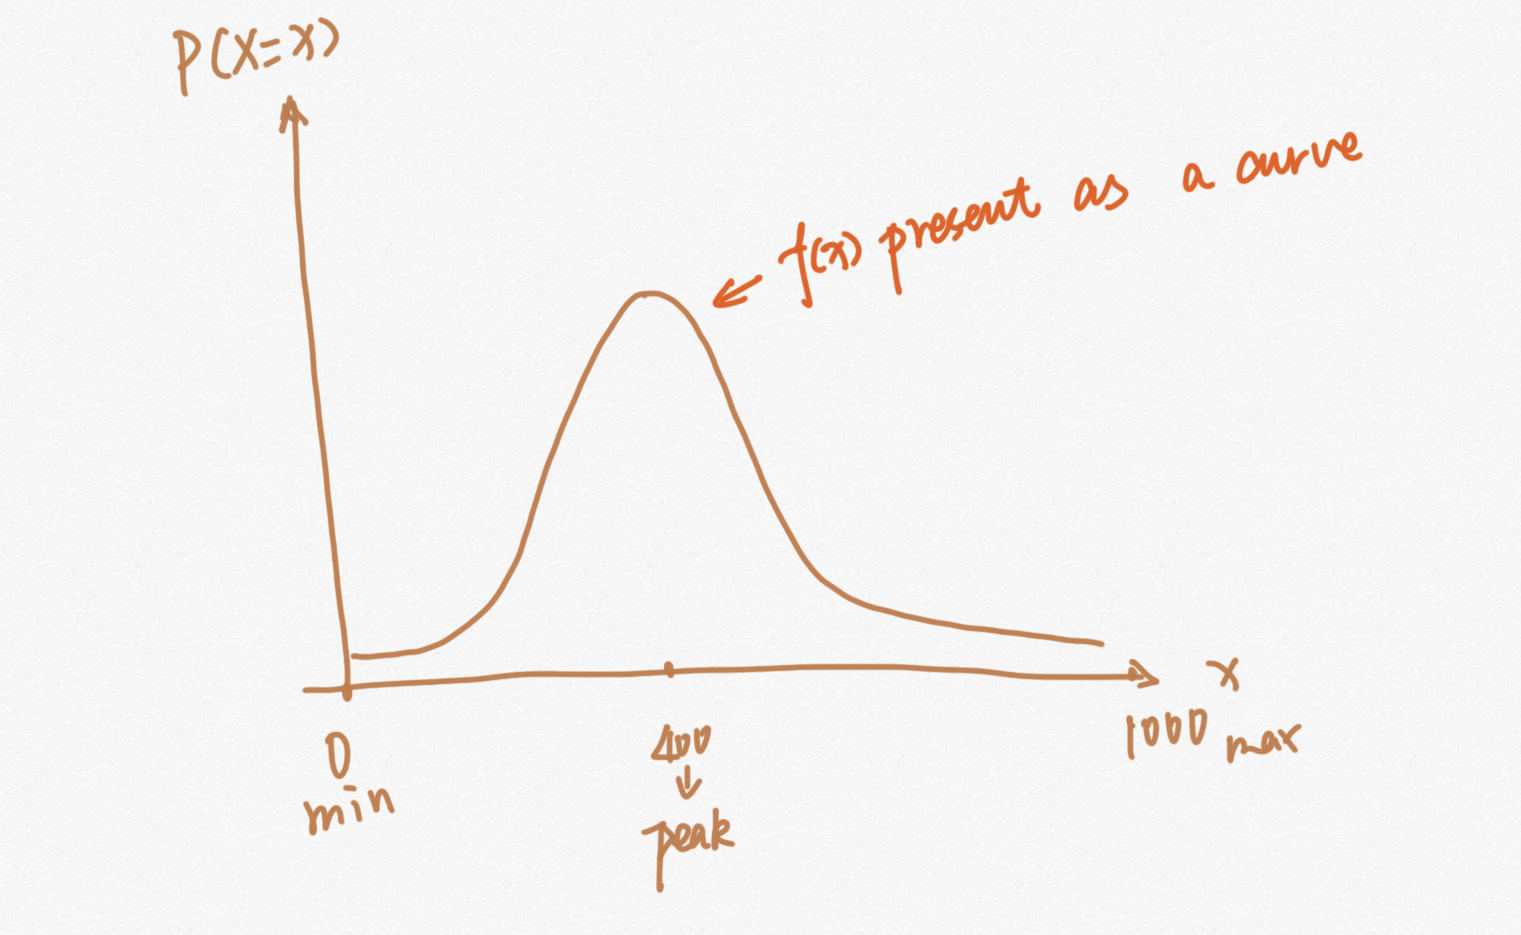 P(X=x)
f(x) present as a curve
x
0
min
400
peak
1000 max